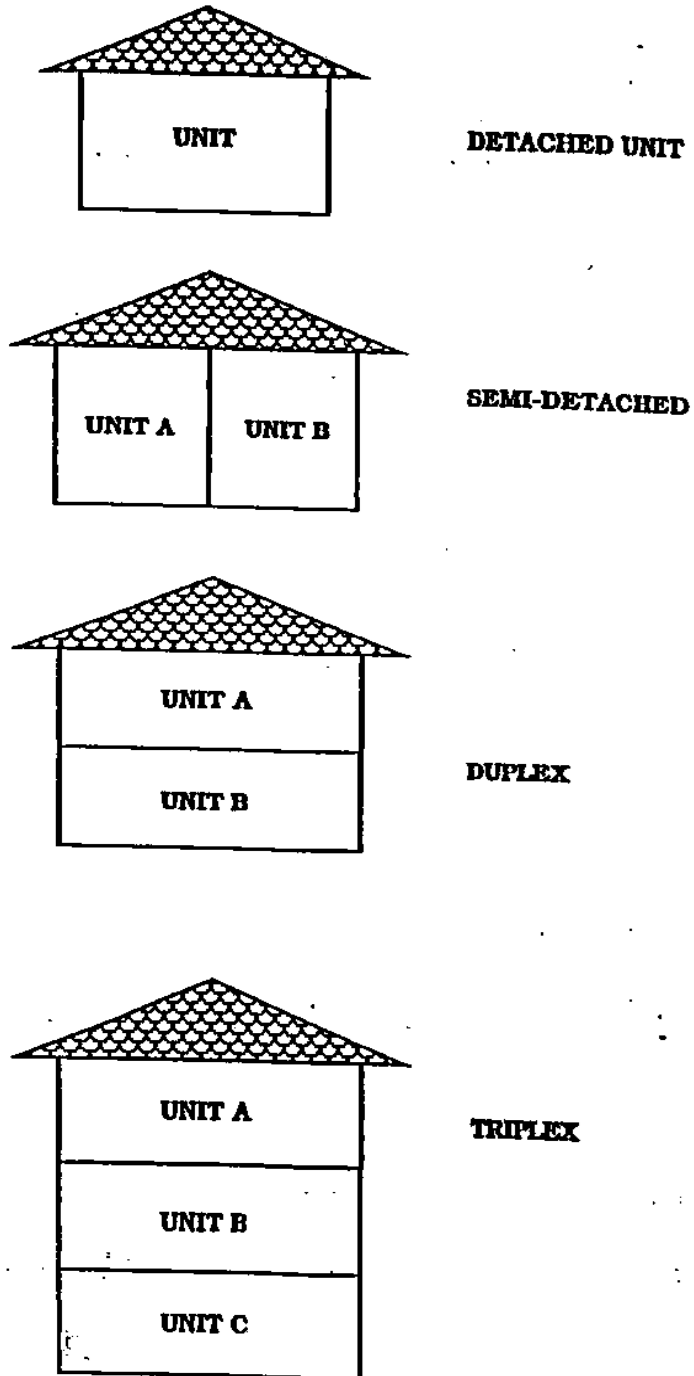 UNIT
DETACHED UNIT
UNIT A
UNIT B
SEMI-DETACHED
UNIT A
UNIT B
DUPLEX
UNIT A
UNIT B
UNIT C
TRIPLEX